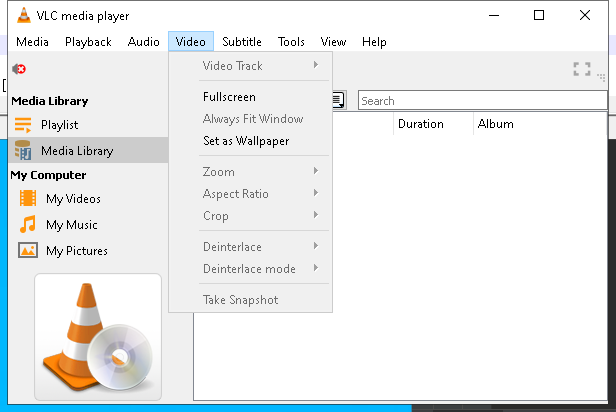 VLC media player
Media Playback Audio Video Subtitle Tools View Help
Video Track
Fullscreen
Always Fit Window
Set as Wallpaper
Zoom
Aspect Ratio
Crop
Deinterlace
Deinterlace mode
Take Snapshot
Media Library
Playlist
Media Library
My Computer
My Videos
My Music
My Pictures
Search
Duration Album